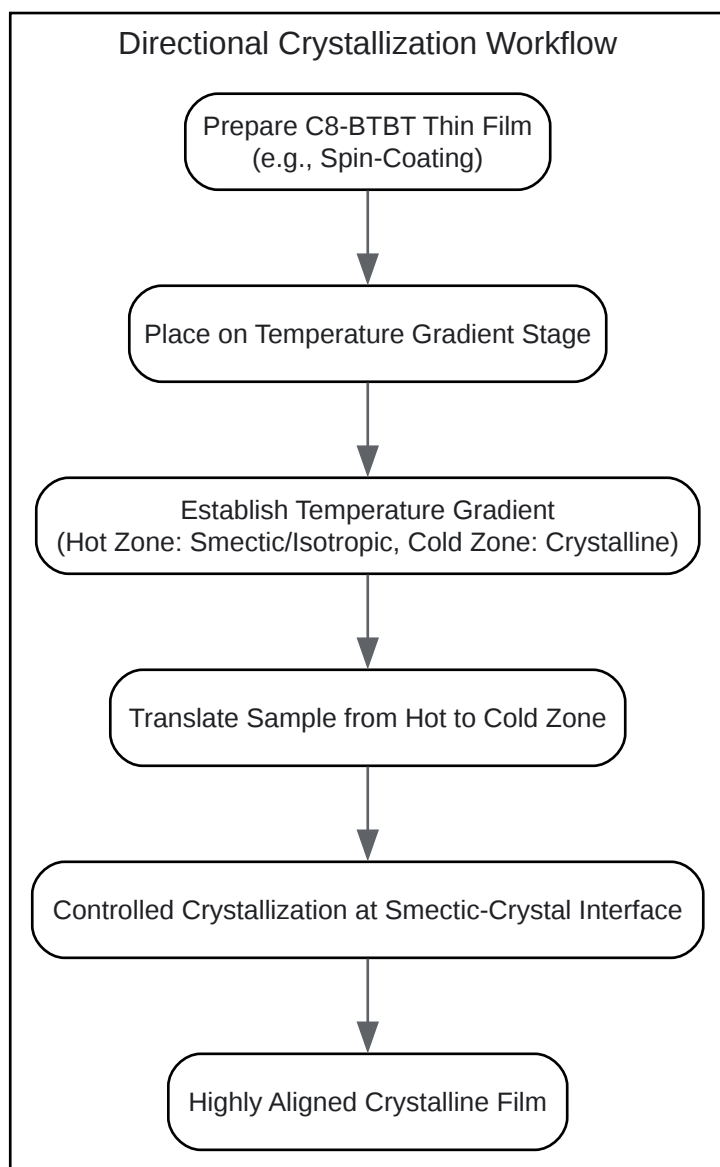 Directional Crystallization Workflow
Prepare C8-BTBT Thin Film
(e.g., Spin-Coating)
Place on Temperature Gradient Stage
Establish Temperature Gradient
(Hot Zone: Smectic/Isotropic, Cold Zone: Crystalline)
Translate Sample from Hot to Cold Zone
Controlled Crystallization at Smectic-Crystal Interface
Highly Aligned Crystalline Film